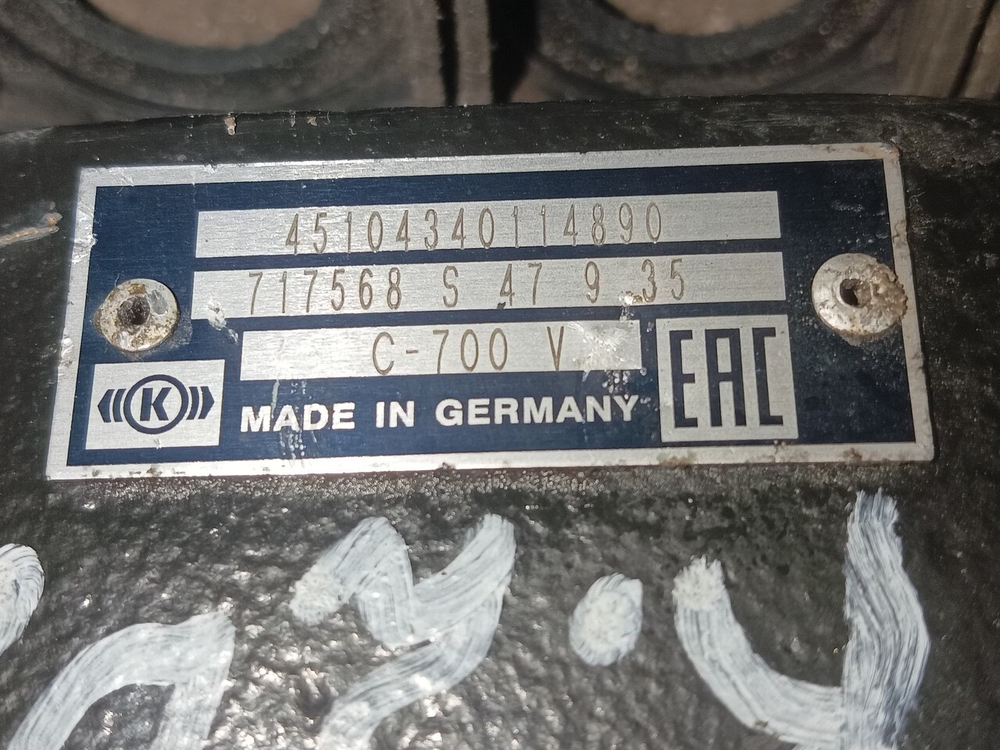 45104340114890
717568 S 47 9 35
C-700 V
K
MADE IN GERMANY
EAC